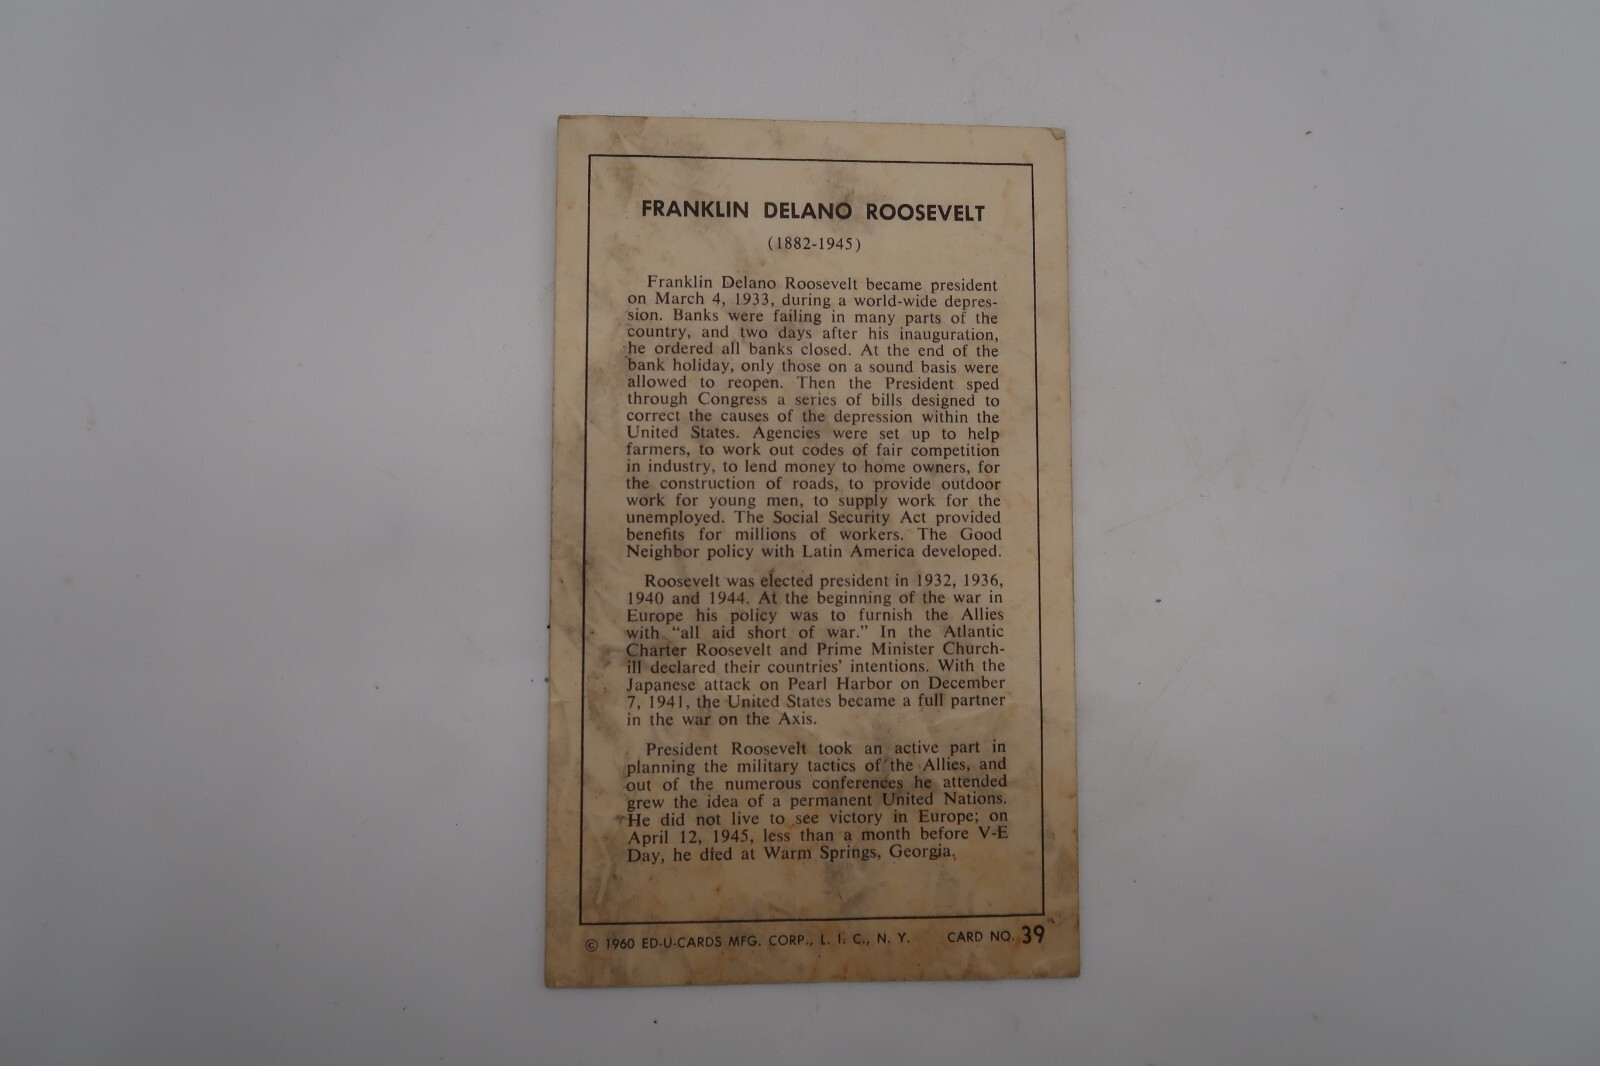 FRANKLIN DELANO ROOSEVELT
(1882-1945)
Franklin Delano Roosevelt became president
on March 4, 1933, during a world-wide depres-
sion. Banks were failing in many parts of the
country, and two days after his inauguration,
he ordered all banks closed. At the end of the
bank holiday, only those on a sound basis were
allowed to reopen. Then the President sped
through Congress a series of bills designed to
correct the causes of the depression within the
United States. Agencies were set up to help
farmers, to work out codes of fair competition
in industry, to lend money to home owners, for
the construction of roads, to provide outdoor
work for young men, to supply work for the
unemployed. The Social Security Act provided
benefits for millions of workers. The Good
Neighbor policy with Latin America developed.
Roosevelt was elected president in 1932, 1936,
1940 and 1944. At the beginning of the war in
Europe his policy was to furnish the Allies
with "all aid short of war." In the Atlantic
Charter Roosevelt and Prime Minister Church-
ill declared their countries' intentions. With the
Japanese attack on Pearl Harbor on December
7, 1941, the United States became a full partner
in the war on the Axis.
President Roosevelt took an active part in
planning the military tactics of the Allies, and
out of the numerous conferences he attended
grew the idea of a permanent United Nations.
He did not live to see victory in Europe; on
April 12, 1945, less than a month before V-E
Day, he died at Warm Springs, Georgia.
© 1960 ED-U-CARDS MFG. CORP., L. I. C., N. Y. CARD NO. 39